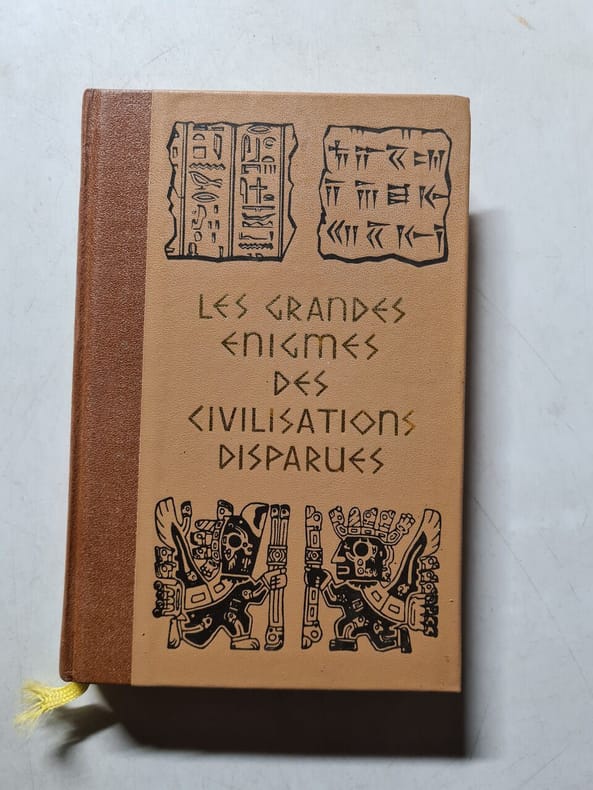 LES GRANDES
ENIGMES
DES
CIVILISATIONS
DISPARUES